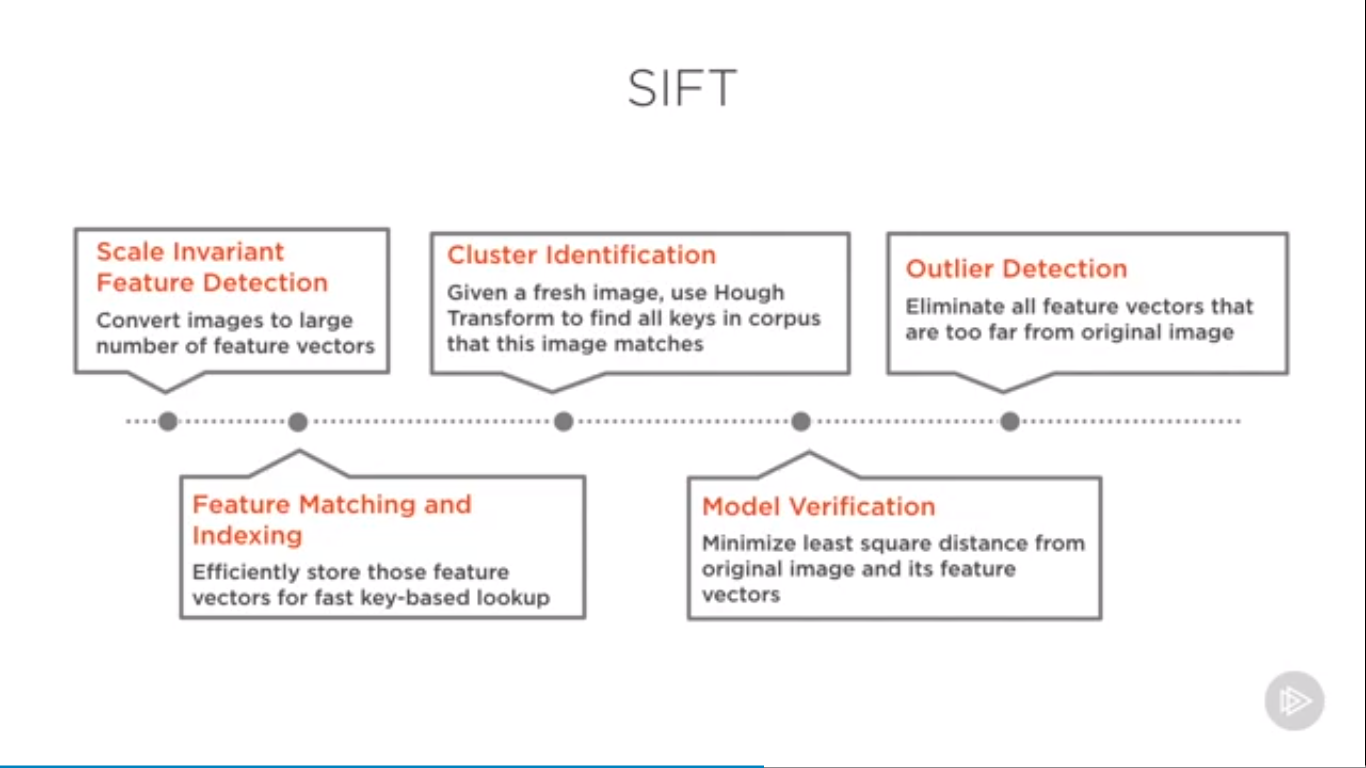 SIFT
Scale Invariant
Feature Detection
Convert images to large
number of feature vectors
Feature Matching and
Indexing
Efficiently store those feature
vectors for fast key-based lookup
Cluster Identification
Given a fresh image, use Hough
Transform to find all keys in corpus
that this image matches
Model Verification
Minimize least square distance from
original image and its feature
vectors
Outlier Detection
Eliminate all feature vectors that
are too far from original image